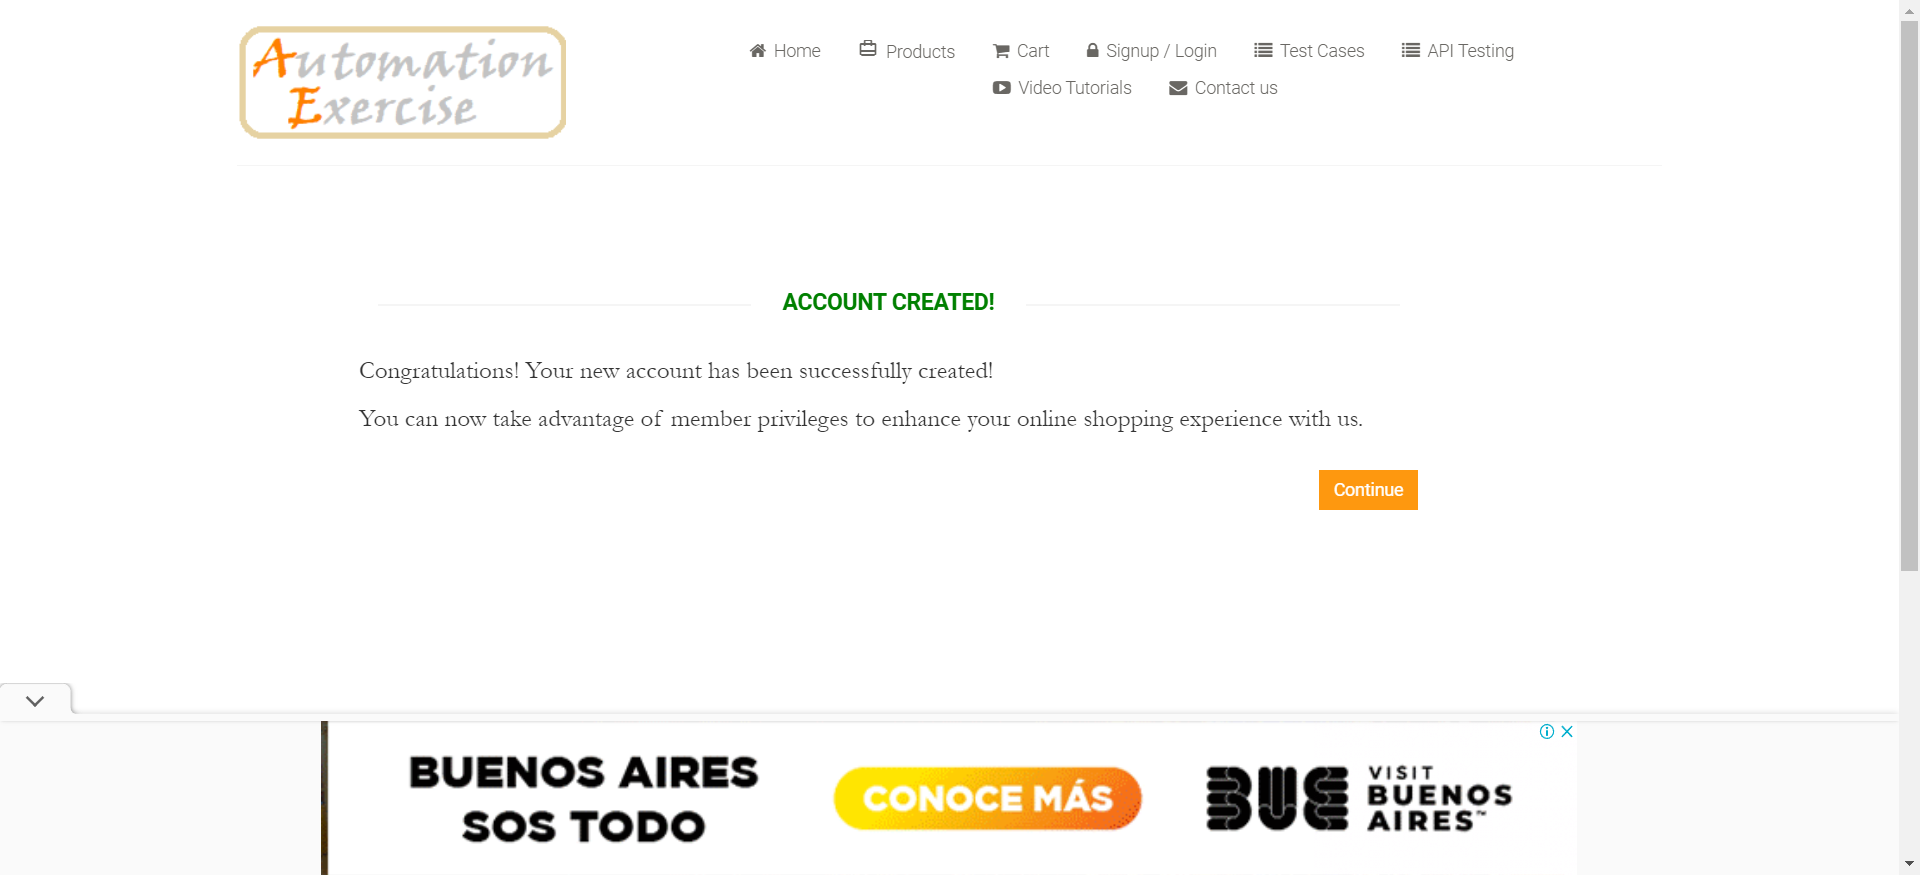 Automation
Exercise
Home
Products
Cart
Signup / Login
Test Cases
API Testing
Video Tutorials
Contact us
ACCOUNT CREATED!
Congratulations! Your new account has been successfully created!
You can now take advantage of member privileges to enhance your online shopping experience with us.
Continue
BUENOS AIRES
SOS TODO
CONOCE MÁS
BUE
VISIT
BUENOS
AIRES™